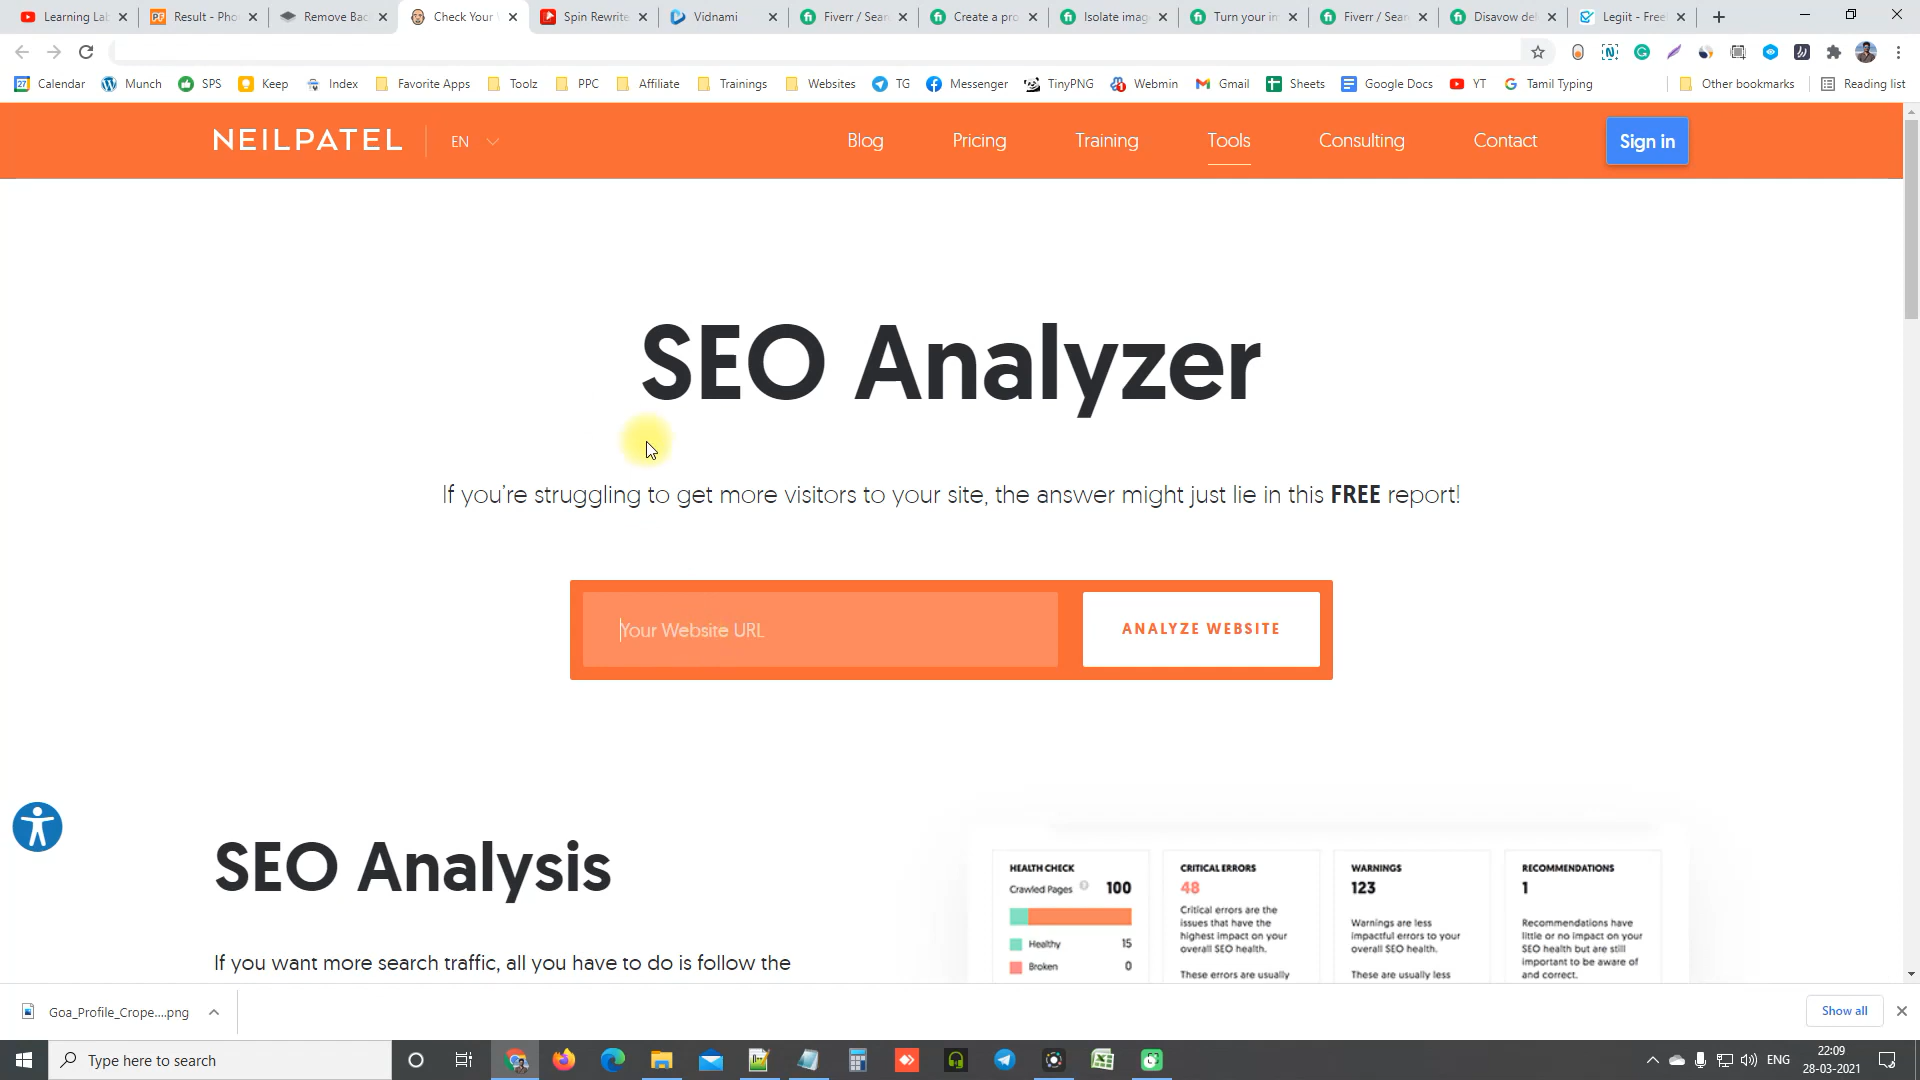 Learning La
Result - Pho
Remove Bac
Check Your
Spin Rewrite
Vidnami
Fiverr / Sear
Create a pro
Isolate imag
Turn your im
Fiverr / Sear
Disavow de
Legiit - Free
Calendar
Munch
SPS
Keep
Index
Favorite Apps
Toolz
PPC
Affiliate
Trainings
Websites
TG
Messenger
TinyPNG
Webmin
Gmail
Sheets
Google Docs
YT
Tamil Typing
Other bookmarks
Reading list
NEILPATEL
EN
Blog
Pricing
Training
Tools
Consulting
Contact
Sign in
SEO Analyzer
If you're struggling to get more visitors to your site, the answer might just lie in this FREE report!
Your Website URL
ANALYZE WEBSITE
SEO Analysis
If you want more search traffic, all you have to do is follow the
HEALTH CHECK
Crawled Pages 100
Healthy 15
Broken 0
CRITICAL ERRORS
48
Critical errors are the
issues that have the
highest impact on your
overall SEO health.
These errors are usually
WARNINGS
123
Warnings are less
impactful errors to your
overall SEO health.
These are usually less
RECOMMENDATIONS
1
Recommendations have
little or no impact on your
SEO health but are still
important to be aware of
and correct.
Goa_Profile_Crope....png
Show all
Type here to search
ENG
22:09
28-03-2021